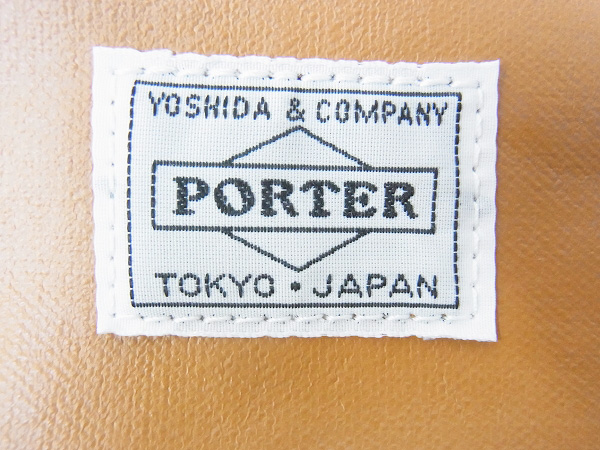 YOSHIDA & COMPANY
PORTER
TOKYO • JAPAN